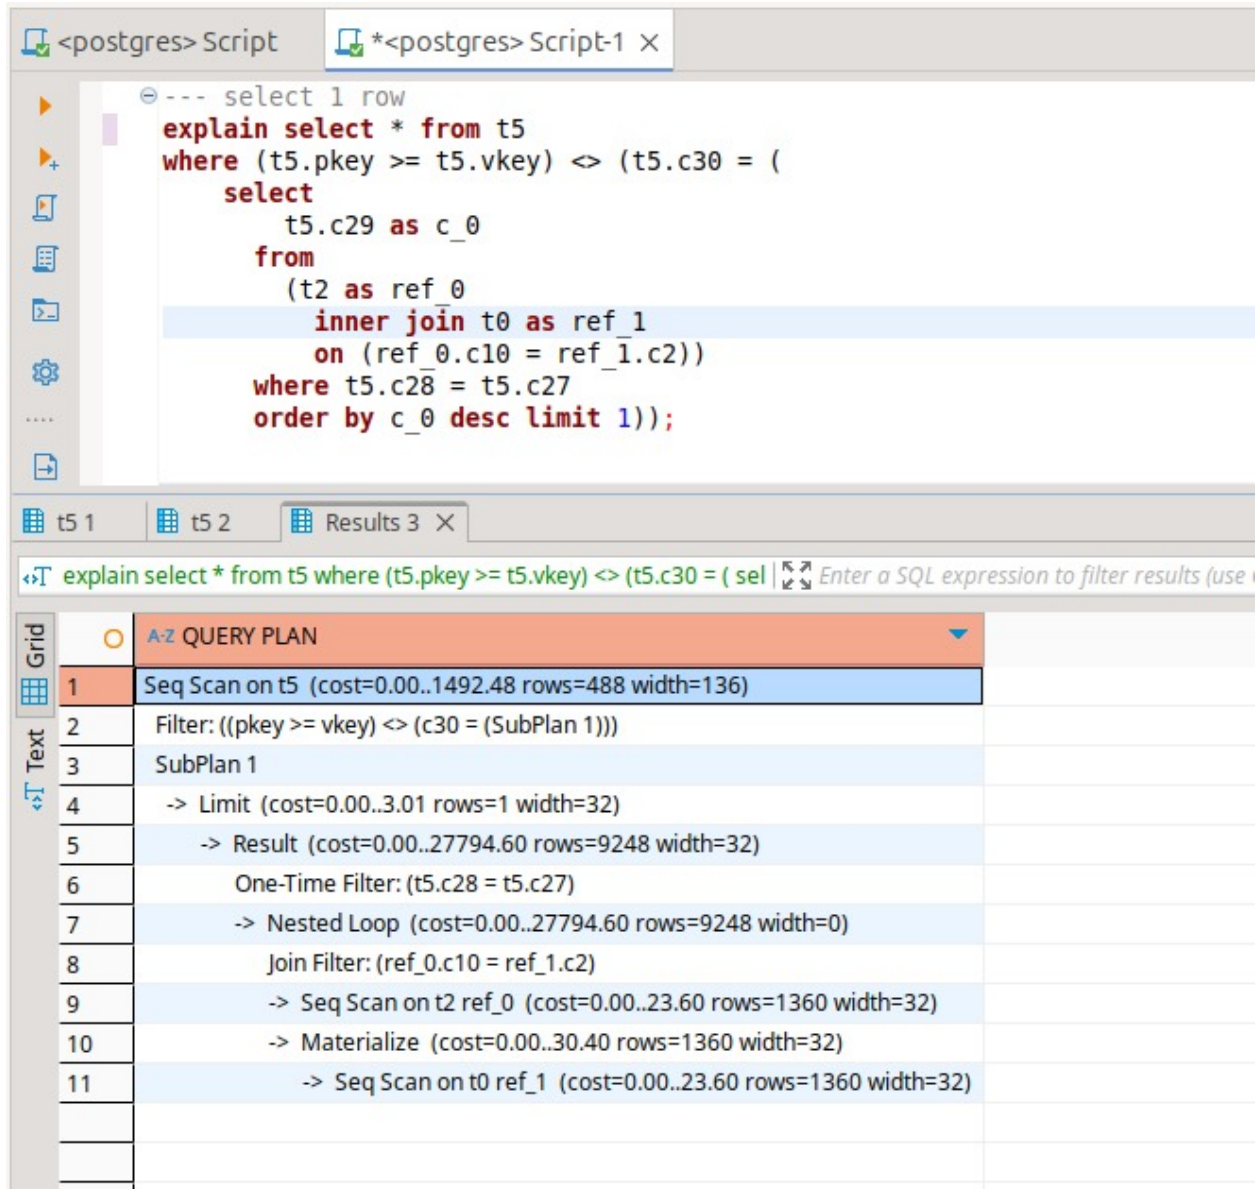 <postgres> Script
*<postgres> Script-1
--- select 1 row
explain select * from t5
where (t5.pkey >= t5.vkey) <> (t5.c30 = (
select
t5.c29 as c_0
from
(t2 as ref_0
inner join t0 as ref_1
on (ref_0.c10 = ref_1.c2))
where t5.c28 = t5.c27
order by c_0 desc limit 1));
t5 1
t5 2
Results 3
explain select * from t5 where (t5.pkey >= t5.vkey) <> (t5.c30 = ( sel
Enter a SQL expression to filter results (use
Grid
Text
A-Z QUERY PLAN
1 Seq Scan on t5 (cost=0.00..1492.48 rows=488 width=136)
2 Filter: ((pkey >= vkey) <> (c30 = (SubPlan 1)))
3 SubPlan 1
4 -> Limit (cost=0.00..3.01 rows=1 width=32)
5 -> Result (cost=0.00..27794.60 rows=9248 width=32)
6 One-Time Filter: (t5.c28 = t5.c27)
7 -> Nested Loop (cost=0.00..27794.60 rows=9248 width=0)
8 Join Filter: (ref_0.c10 = ref_1.c2)
9 -> Seq Scan on t2 ref_0 (cost=0.00..23.60 rows=1360 width=32)
10 -> Materialize (cost=0.00..30.40 rows=1360 width=32)
11 -> Seq Scan on t0 ref_1 (cost=0.00..23.60 rows=1360 width=32)